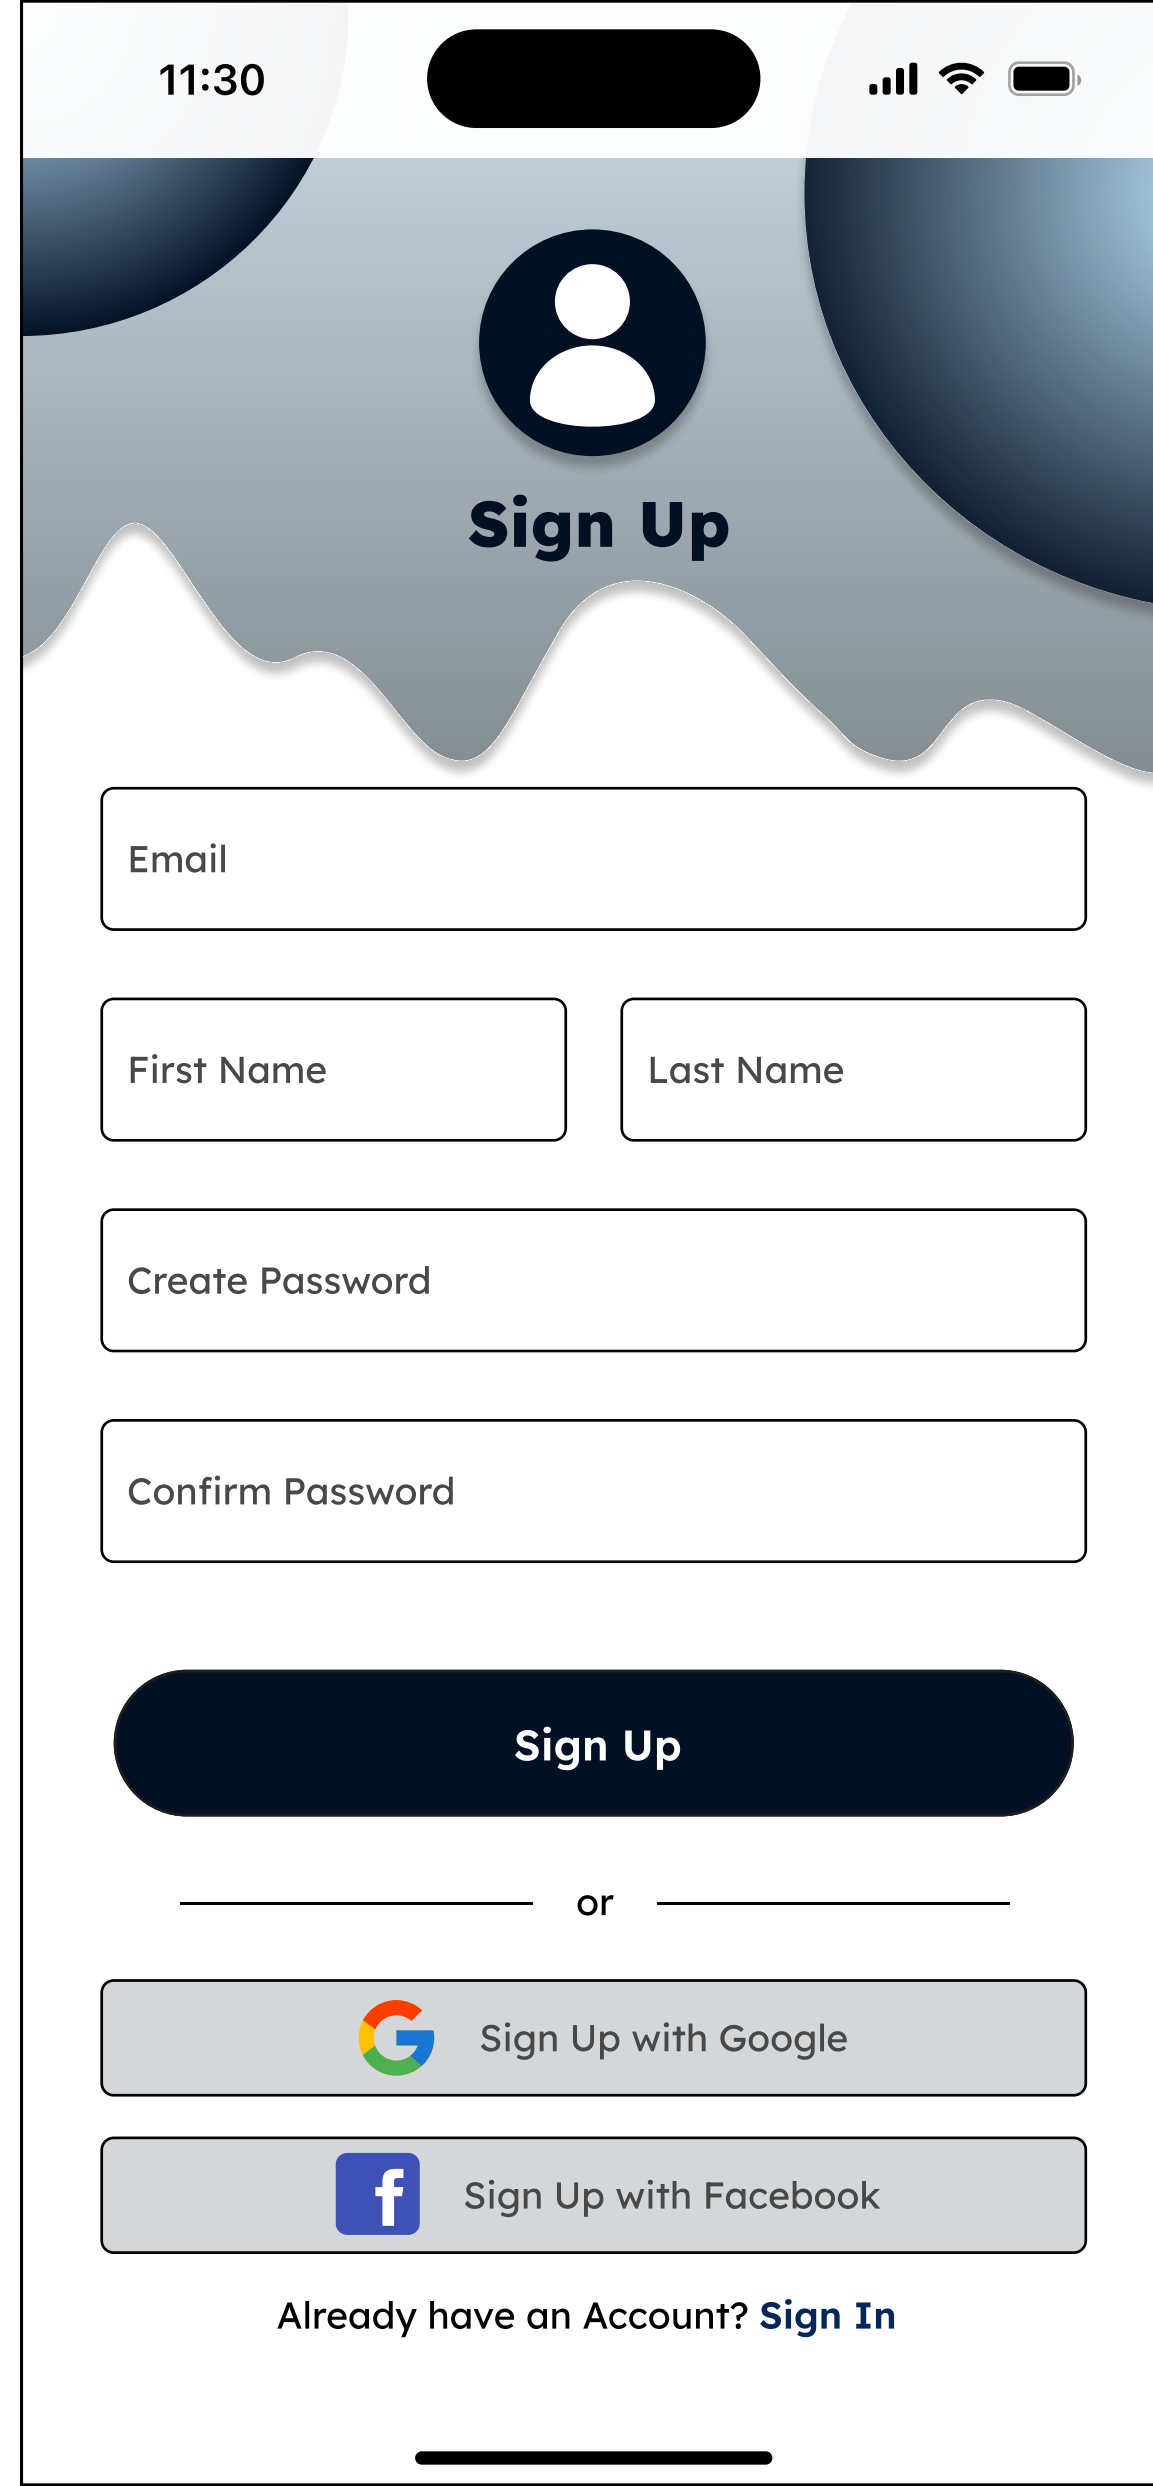 11:30
Sign Up
Email
First Name
Last Name
Create Password
Confirm Password
Sign Up
or
Sign Up with Google
Sign Up with Facebook
Already have an Account? Sign In